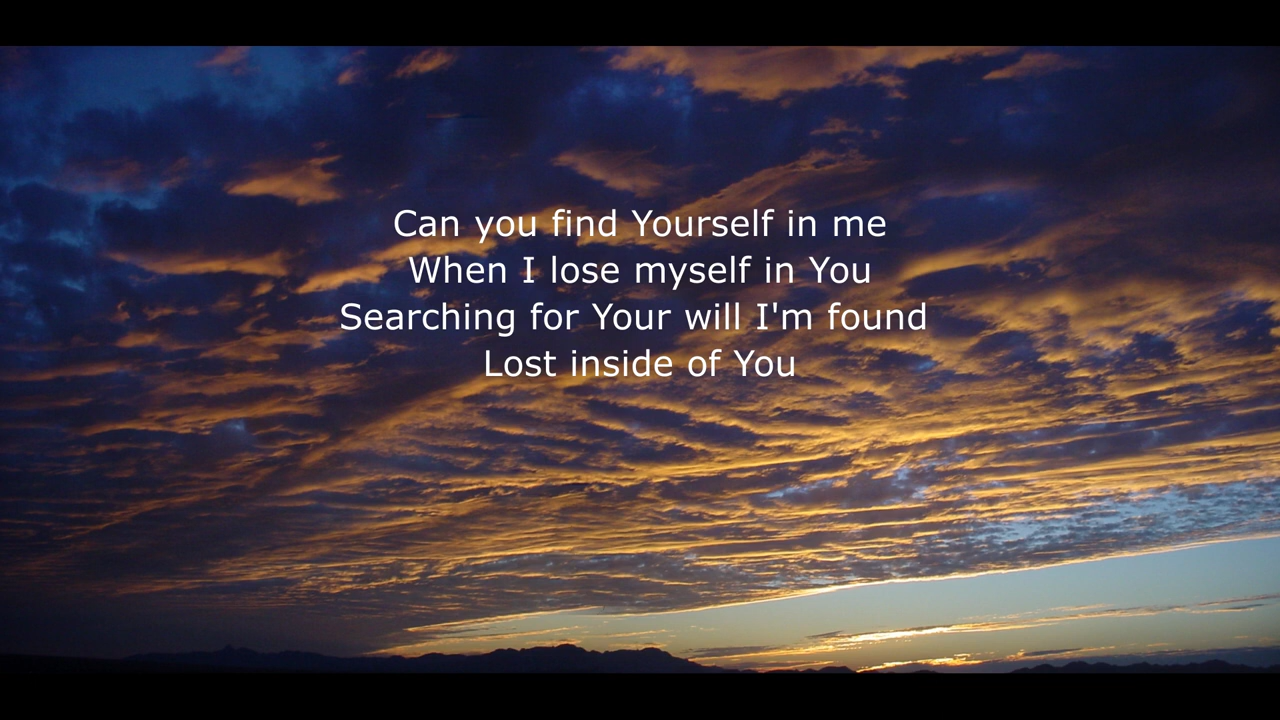 Can you find Yourself in me
When I lose myself in You
Searching for Your will I'm found
Lost inside of You